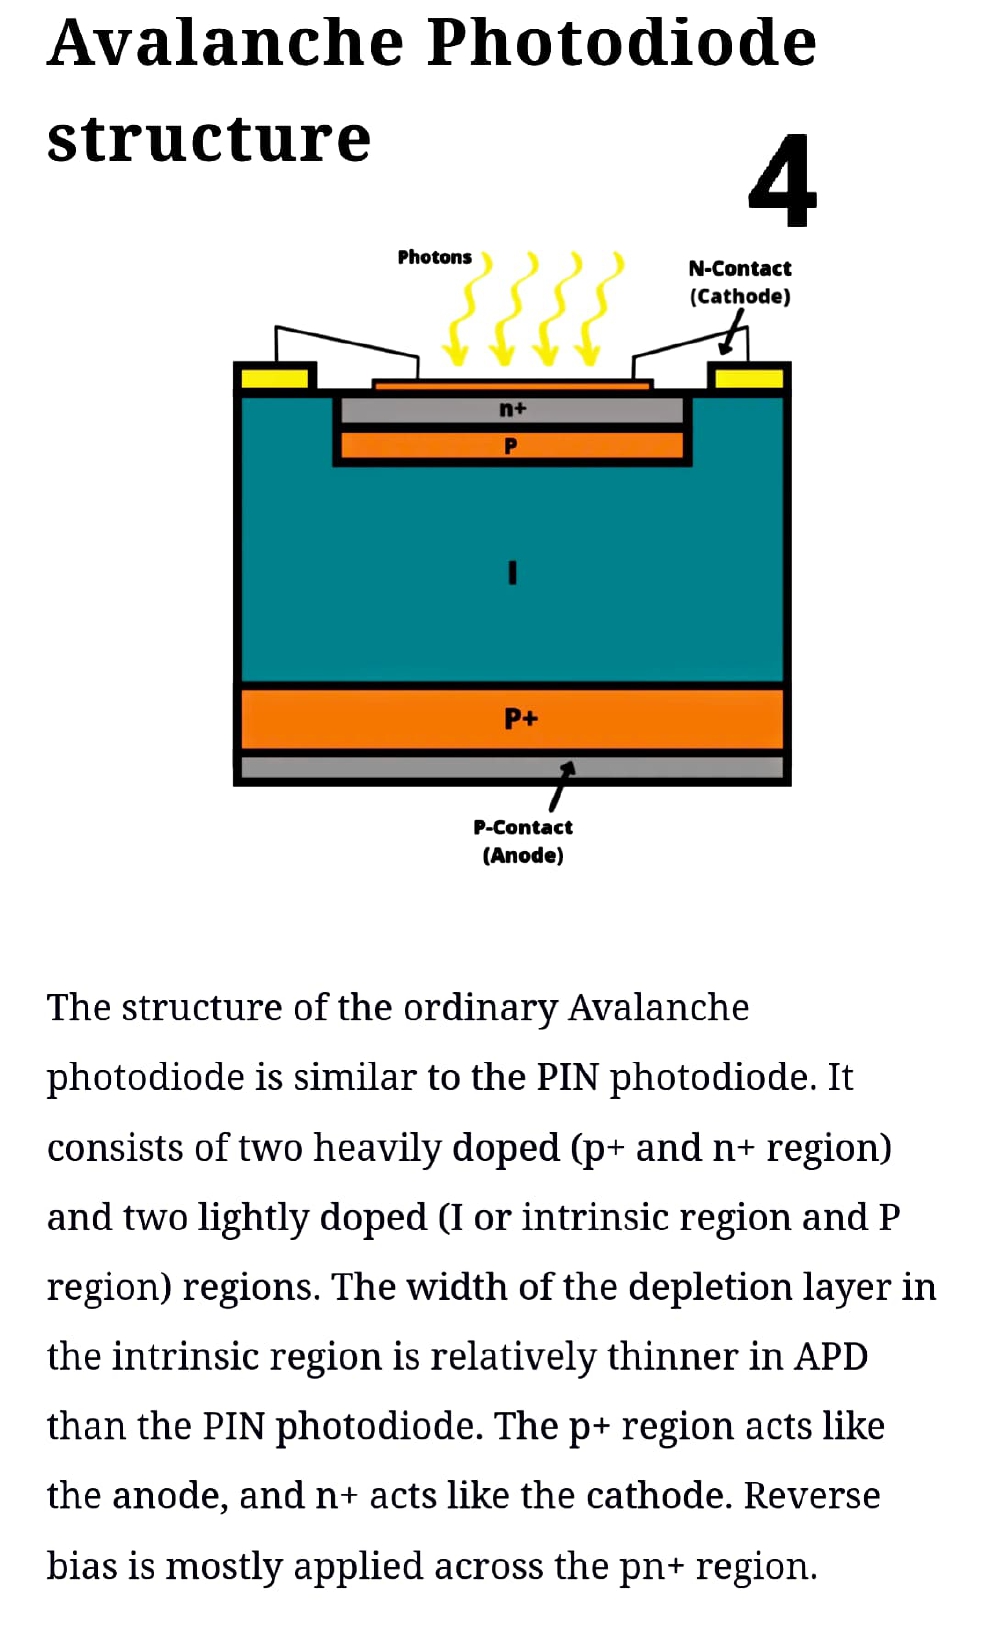 Avalanche Photodiode
structure
4
Photons
N-Contact
(Cathode)
n+
P
I
P+
P-Contact
(Anode)
The structure of the ordinary Avalanche
photodiode is similar to the PIN photodiode. It
consists of two heavily doped (p+ and n+ region)
and two lightly doped (I or intrinsic region and P
region) regions. The width of the depletion layer in
the intrinsic region is relatively thinner in APD
than the PIN photodiode. The p+ region acts like
the anode, and n+ acts like the cathode. Reverse
bias is mostly applied across the pn+ region.